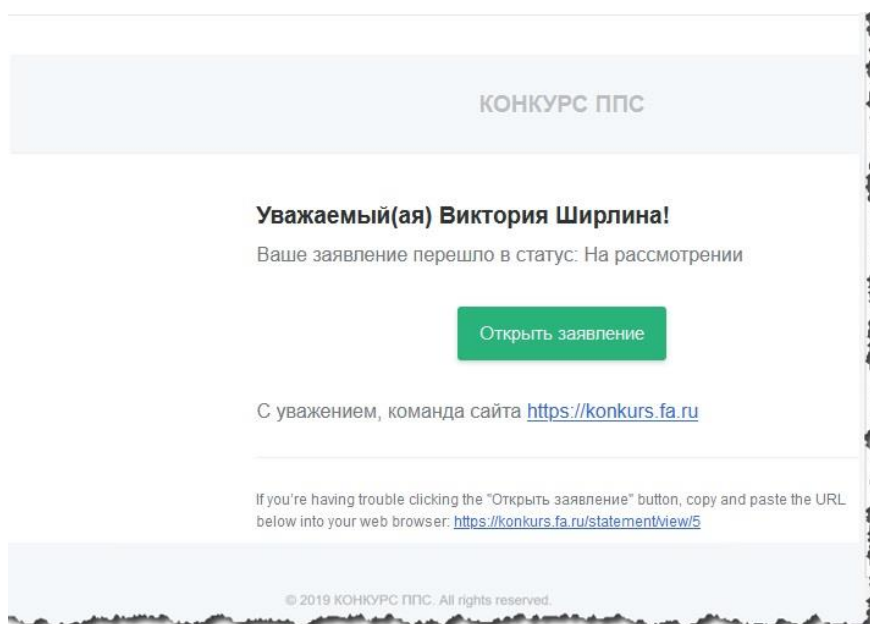 КОНКУРС ППС
Уважаемый(ая) Виктория Ширлина!
Ваше заявление перешло в статус: На рассмотрении
Открыть заявление
С уважением, команда сайта https://konkurs.fa.ru
If you're having trouble clicking the "Открыть заявление" button, copy and paste the URL
below into your web browser: https://konkurs.fa.ru/statement/view/5
© 2019 КОНКУРС ППС. All rights reserved.